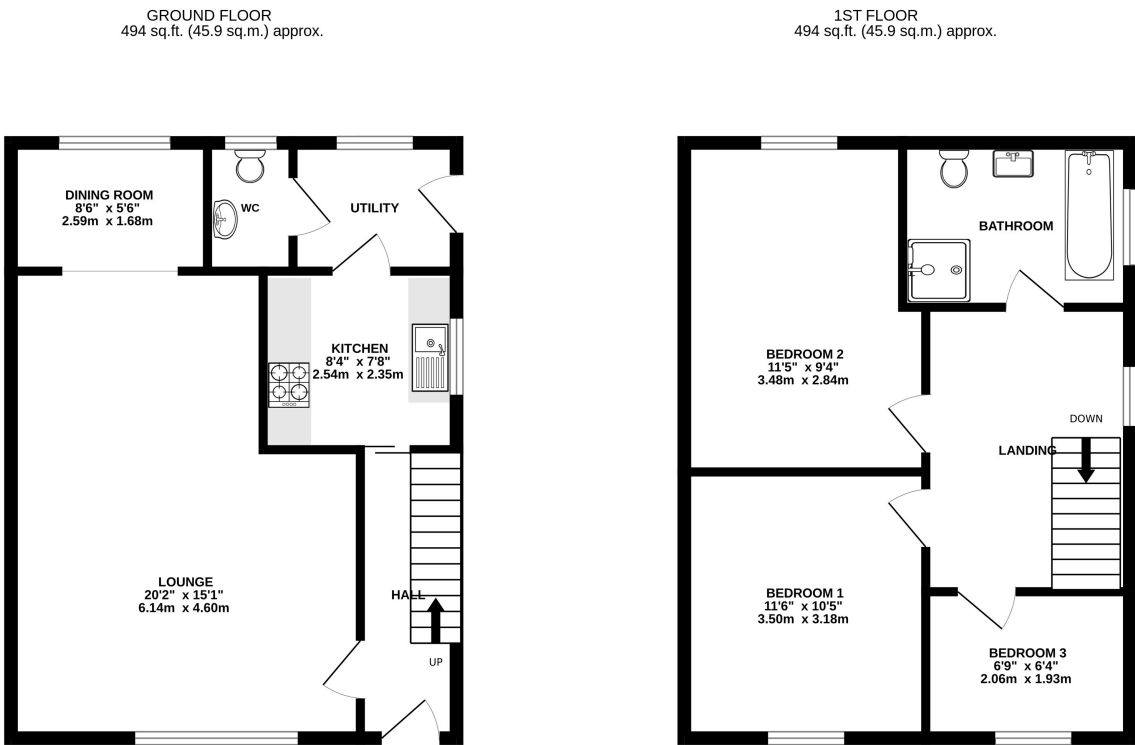 GROUND FLOOR
494 sq.ft. (45.9 sq.m.) approx.
1ST FLOOR
494 sq.ft. (45.9 sq.m.) approx.
DINING ROOM
8'6" x 5'6"
2.59m x 1.68m
WC
UTILITY
KITCHEN
8'4" x 7'8"
2.54m x 2.35m
LOUNGE
20'2" x 15'1"
6.14m x 4.60m
HALL
UP
BATHROOM
BEDROOM 2
11'5" x 9'4"
3.48m x 2.84m
DOWN
LANDING
BEDROOM 1
11'6" x 10'5"
3.50m x 3.18m
BEDROOM 3
6'9" x 6'4"
2.06m x 1.93m